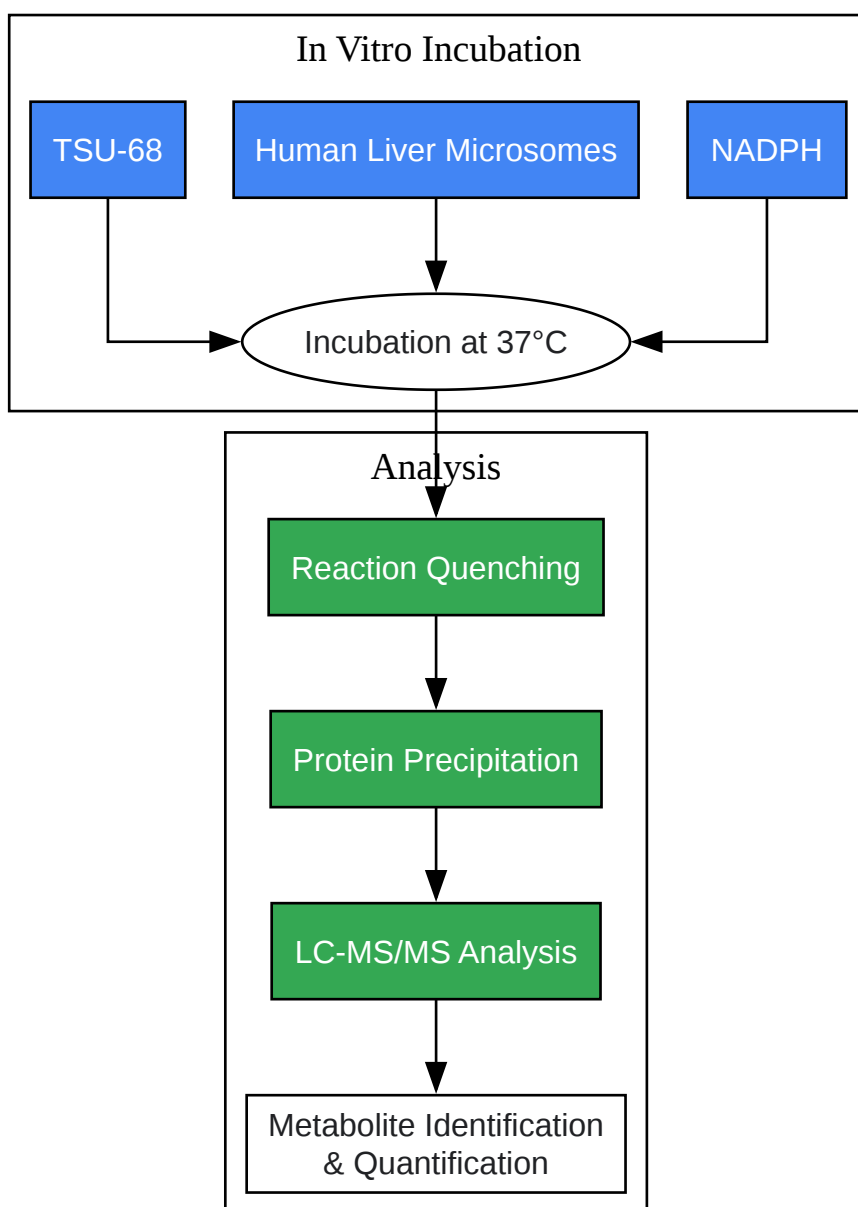 In Vitro Incubation
TSU-68
Human Liver Microsomes
NADPH
Incubation at 37°C
Analysis
Reaction Quenching
Protein Precipitation
LC-MS/MS Analysis
Metabolite Identification
& Quantification